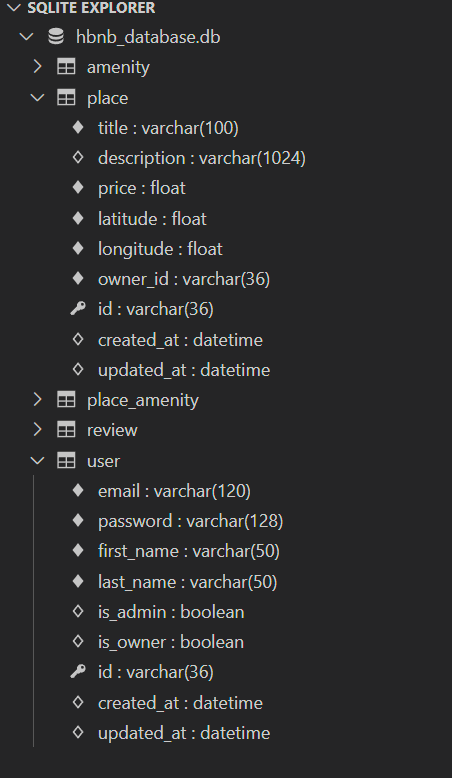 SQLITE EXPLORER
hbnb_database.db
amenity
place
title : varchar(100)
description : varchar(1024)
price : float
latitude : float
longitude : float
owner_id : varchar(36)
id : varchar(36)
created_at : datetime
updated_at : datetime
place_amenity
review
user
email : varchar(120)
password : varchar(128)
first_name : varchar(50)
last_name : varchar(50)
is_admin : boolean
is_owner : boolean
id : varchar(36)
created_at : datetime
updated_at : datetime